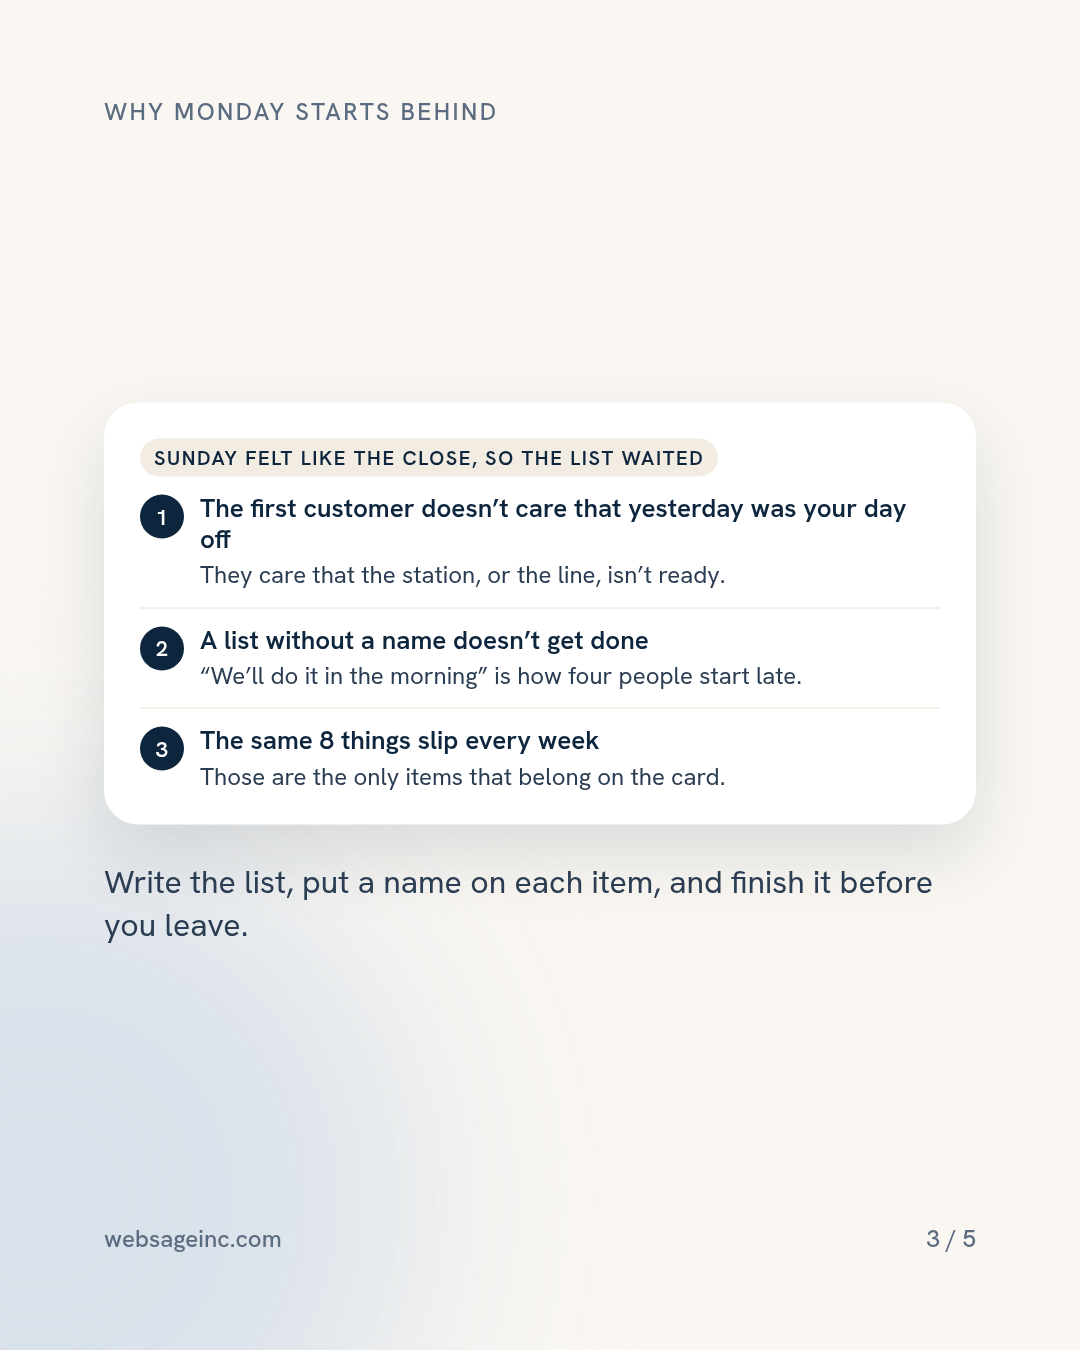 WHY MONDAY STARTS BEHIND
SUNDAY FELT LIKE THE CLOSE, SO THE LIST WAITED
1 The first customer doesn’t care that yesterday was your day
off
They care that the station, or the line, isn’t ready.
2 A list without a name doesn’t get done
“We’ll do it in the morning” is how four people start late.
3 The same 8 things slip every week
Those are the only items that belong on the card.
Write the list, put a name on each item, and finish it before
you leave.
websageinc.com
3 / 5